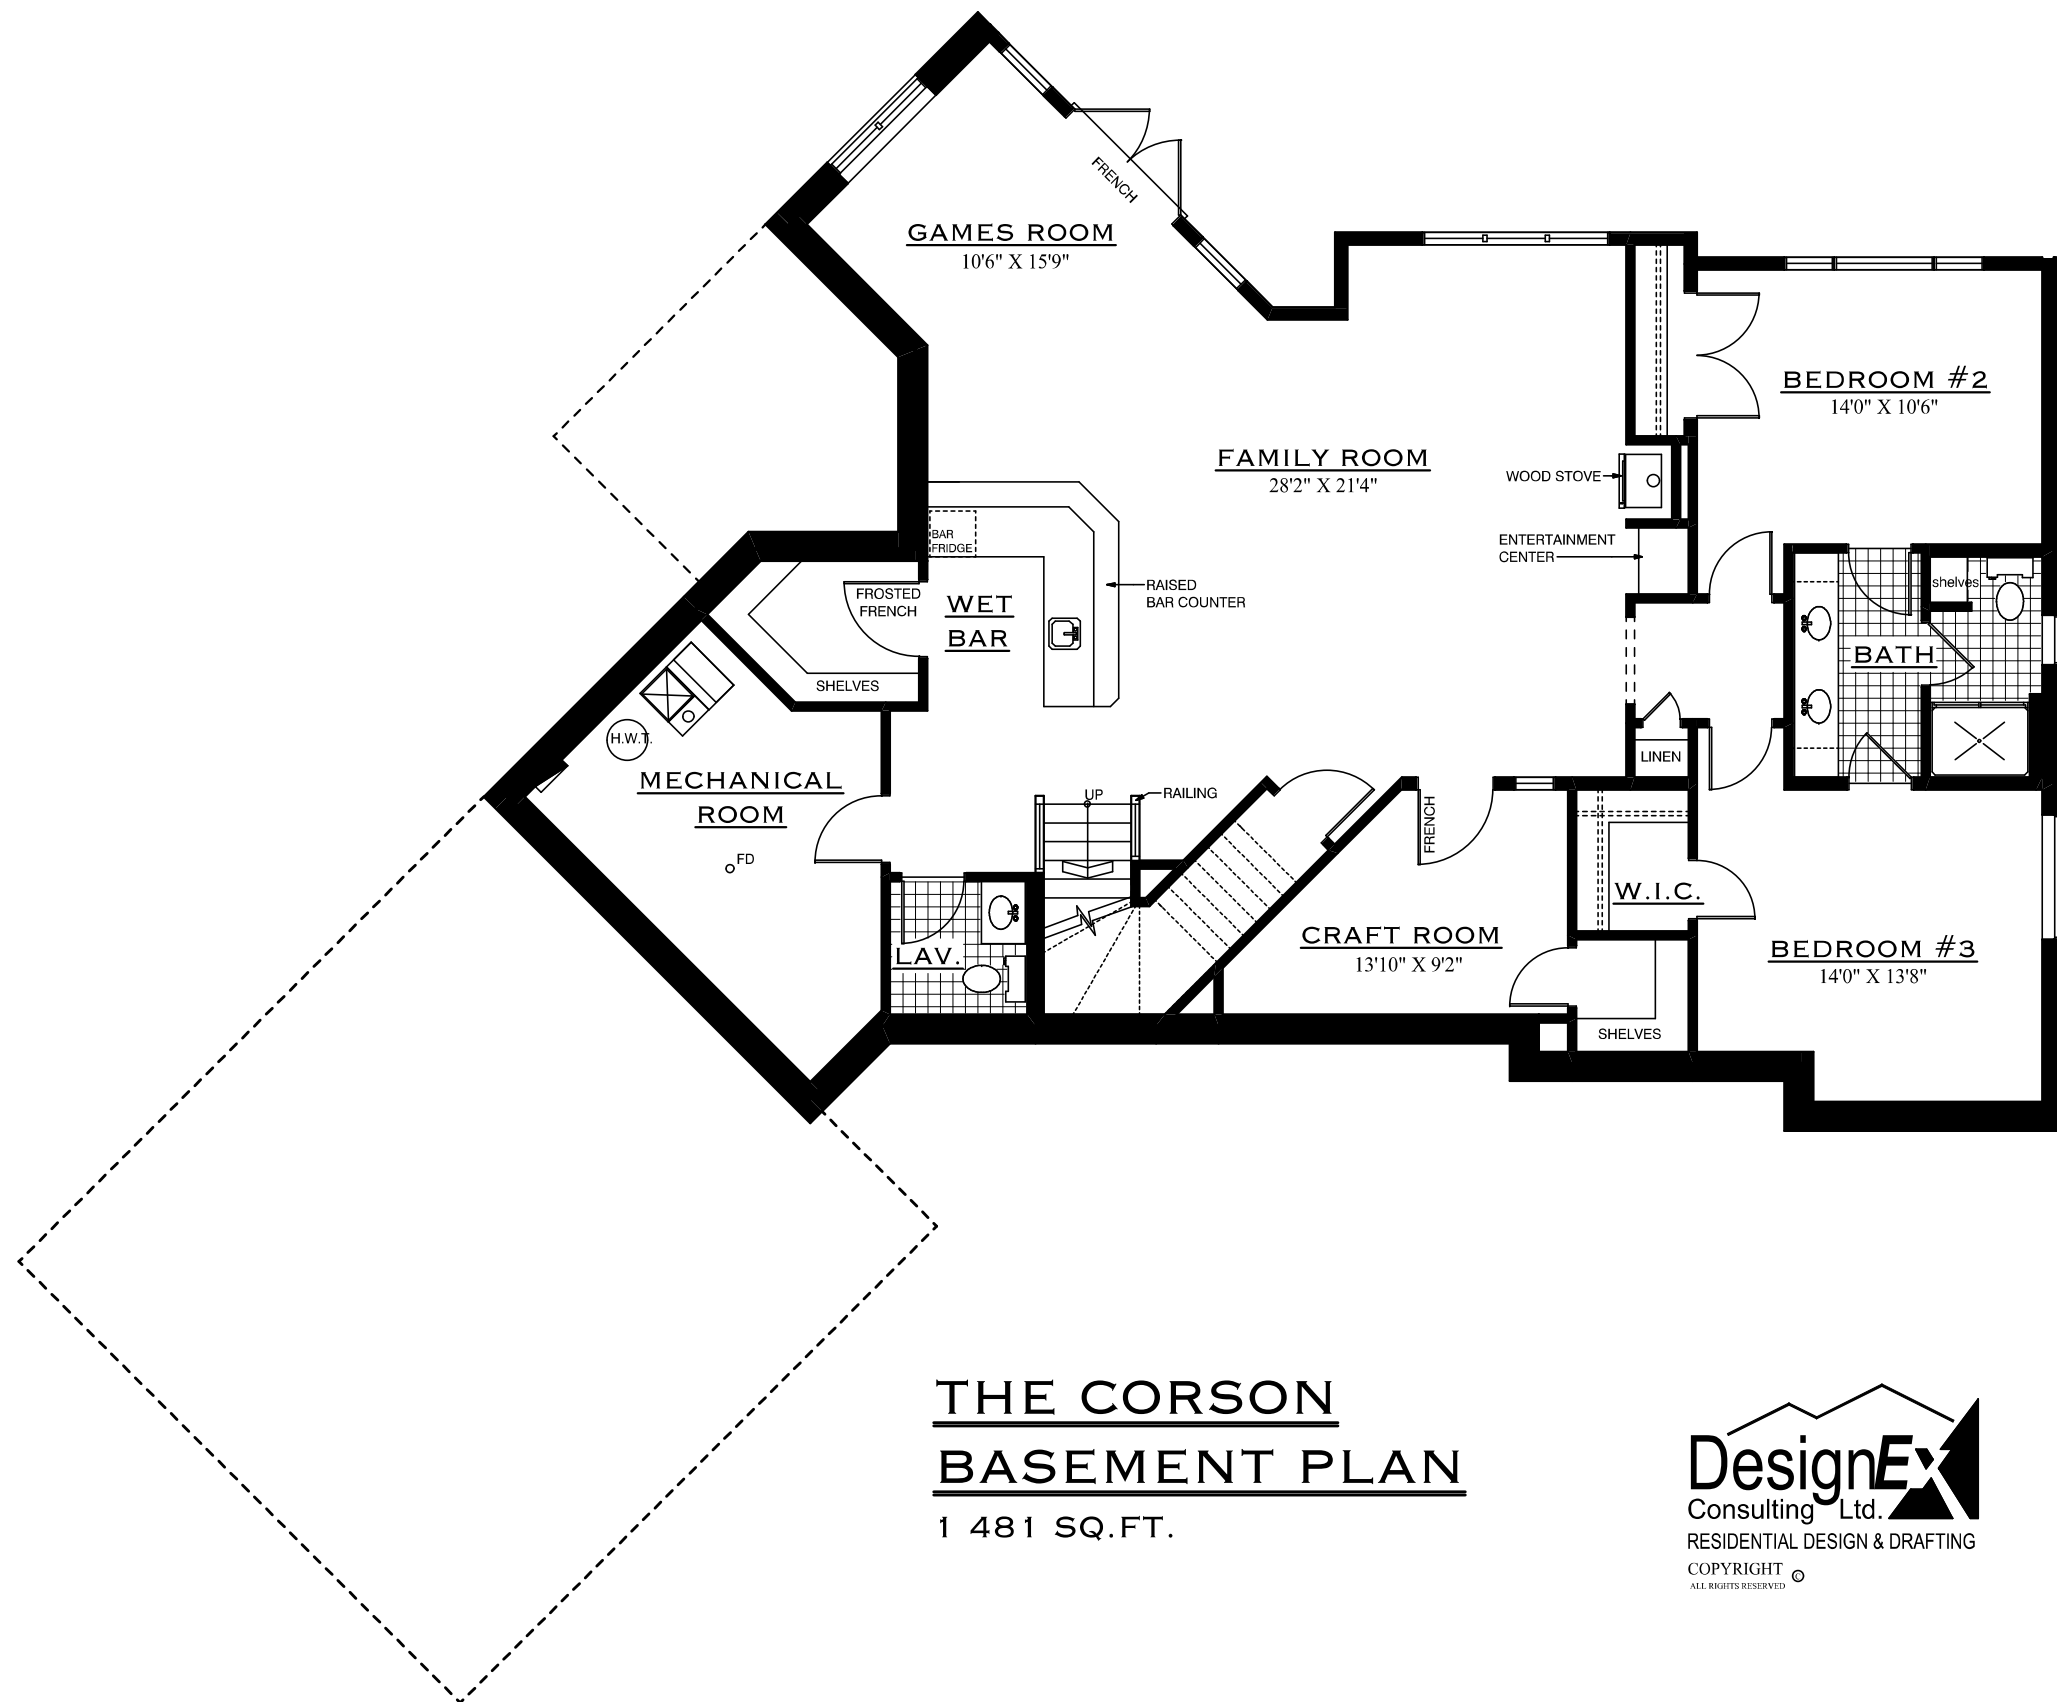 FRENCH
GAMES ROOM
10'6" X 15'9"
BEDROOM #2
14'0" X 10'6"
FAMILY ROOM
28'2" X 21'4"
WOOD STOVE
ENTERTAINMENT
CENTER
BAR
FRIDGE
RAISED
BAR COUNTER
FROSTED
FRENCH
WET
BAR
SHELVES
shelves
BATH
H.W.T.
MECHANICAL
ROOM
FD
UP
RAILING
LINEN
FRENCH
W.I.C.
LAV.
CRAFT ROOM
13'10" X 9'2"
BEDROOM #3
14'0" X 13'8"
SHELVES
THE CORSON
BASEMENT PLAN
1 481 SQ.FT.
DesignEx
Consulting Ltd.
RESIDENTIAL DESIGN & DRAFTING
COPYRIGHT ©
ALL RIGHTS RESERVED